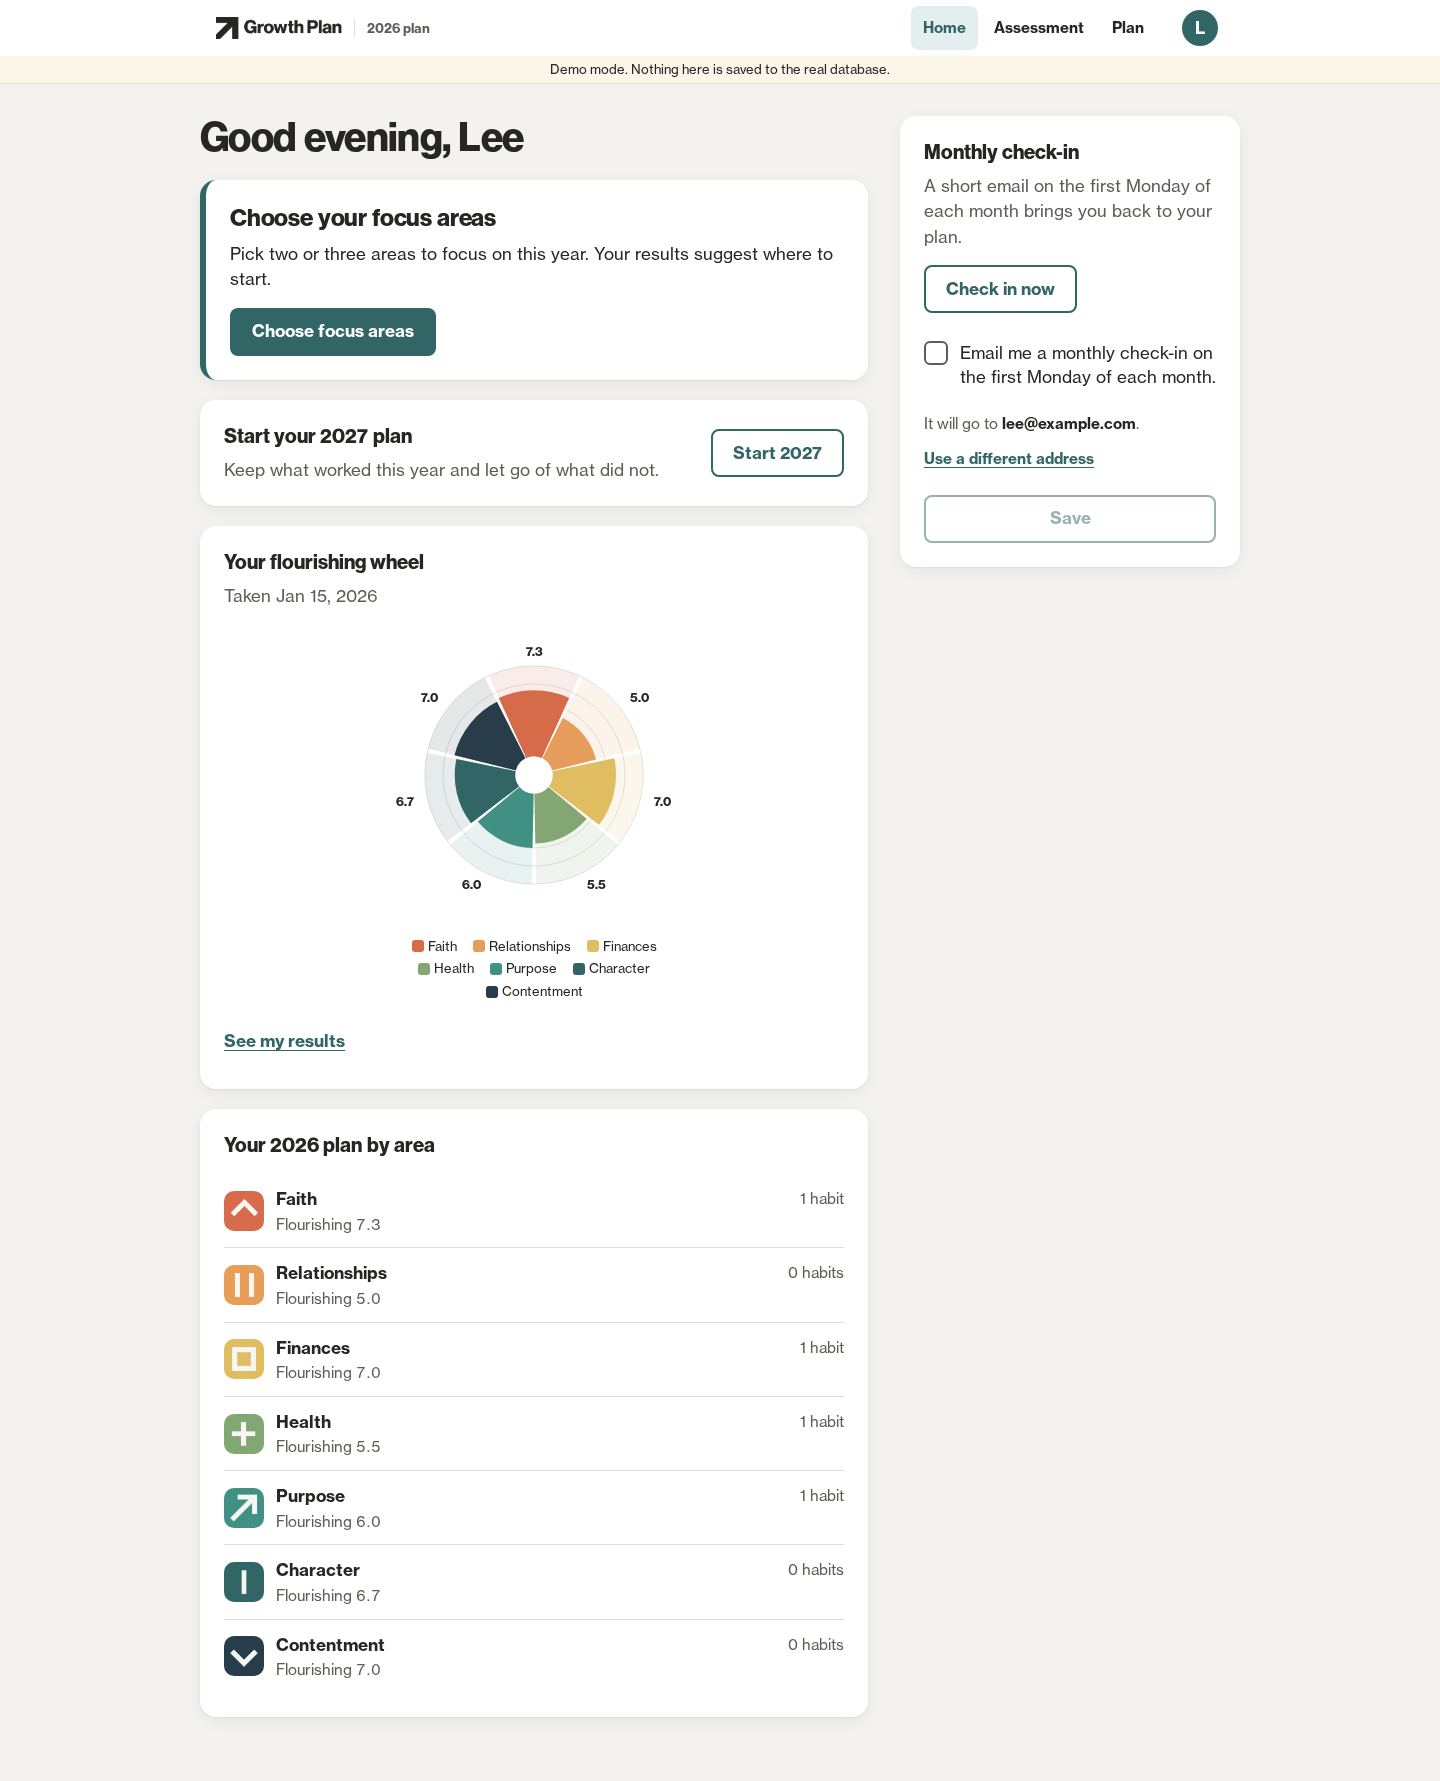 Growth Plan
2026 plan
Home
Assessment
Plan
L
Demo mode. Nothing here is saved to the real database.
Good evening, Lee
Choose your focus areas
Pick two or three areas to focus on this year. Your results suggest where to
start.
Choose focus areas
Start your 2027 plan
Keep what worked this year and let go of what did not.
Start 2027
Your flourishing wheel
Taken Jan 15, 2026
7.3
7.0
5.0
6.7
7.0
6.0
5.5
Faith
Relationships
Finances
Health
Purpose
Character
Contentment
See my results
Your 2026 plan by area
Faith
1 habit
Flourishing 7.3
Relationships
0 habits
Flourishing 5.0
Finances
1 habit
Flourishing 7.0
Health
1 habit
Flourishing 5.5
Purpose
1 habit
Flourishing 6.0
Character
0 habits
Flourishing 6.7
Contentment
0 habits
Flourishing 7.0
Monthly check-in
A short email on the first Monday of
each month brings you back to your
plan.
Check in now
Email me a monthly check-in on
the first Monday of each month.
It will go to lee@example.com.
Use a different address
Save